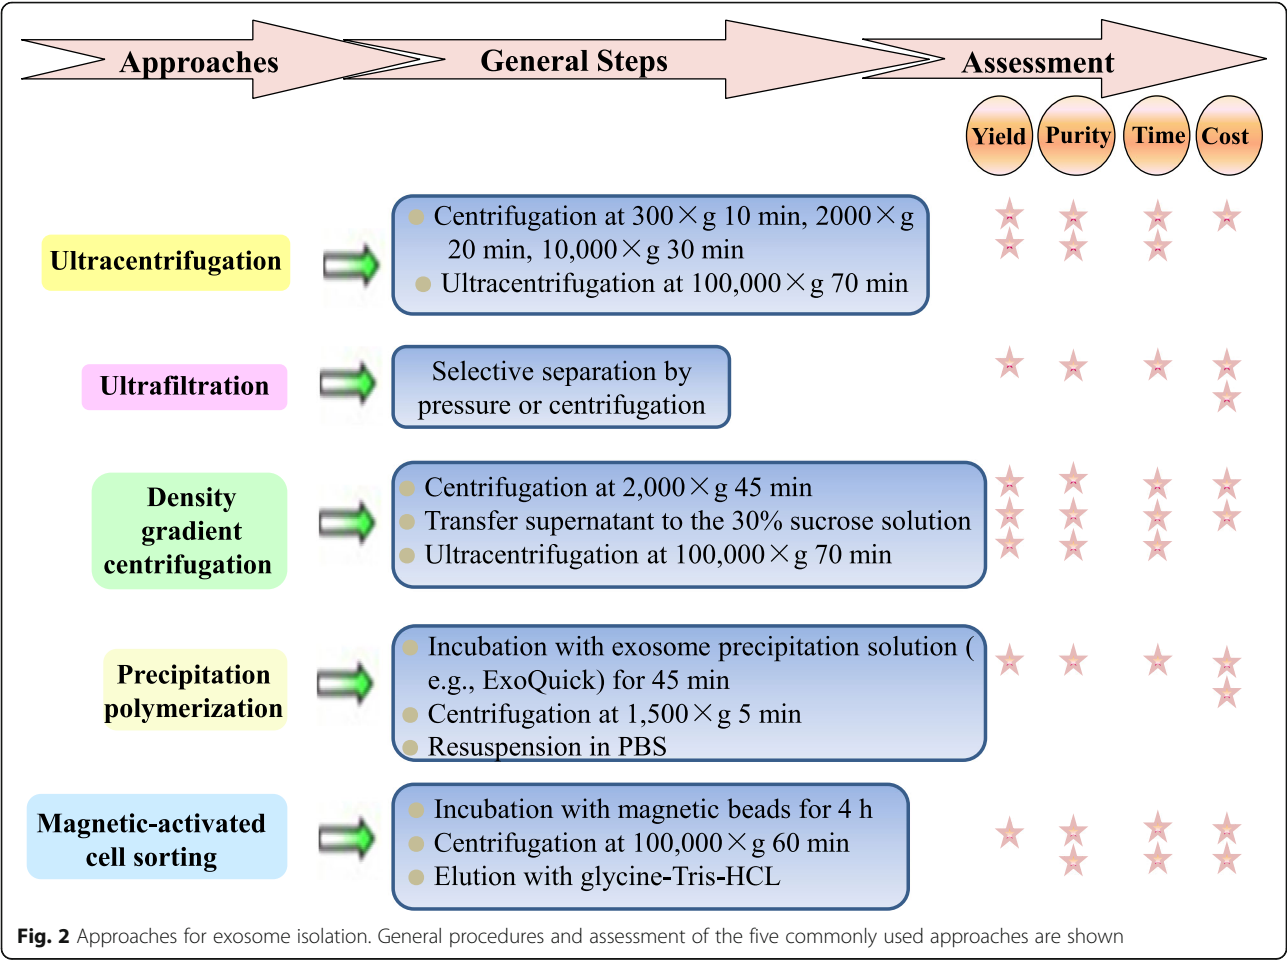 Approaches
General Steps
Assessment
Yield
Purity
Time
Cost
Ultracentrifugation
Centrifugation at 300×g 10 min, 2000×g
20 min, 10,000×g 30 min
Ultracentrifugation at 100,000×g 70 min
Ultrafiltration
Selective separation by
pressure or centrifugation
Density
gradient
centrifugation
Centrifugation at 2,000×g 45 min
Transfer supernatant to the 30% sucrose solution
Ultracentrifugation at 100,000×g 70 min
Precipitation
polymerization
Incubation with exosome precipitation solution (
e.g., ExoQuick) for 45 min
Centrifugation at 1,500×g 5 min
Resuspension in PBS
Magnetic-activated
cell sorting
Incubation with magnetic beads for 4 h
Centrifugation at 100,000×g 60 min
Elution with glycine-Tris-HCL
Fig. 2 Approaches for exosome isolation. General procedures and assessment of the five commonly used approaches are shown